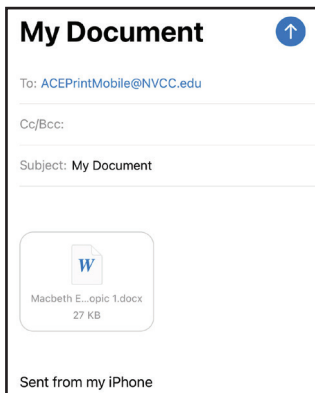 My Document
To: ACEPrintMobile@NVCC.edu
Cc/Bcc:
Subject: My Document
W
Macbeth E...opic 1.docx
27 KB
Sent from my iPhone